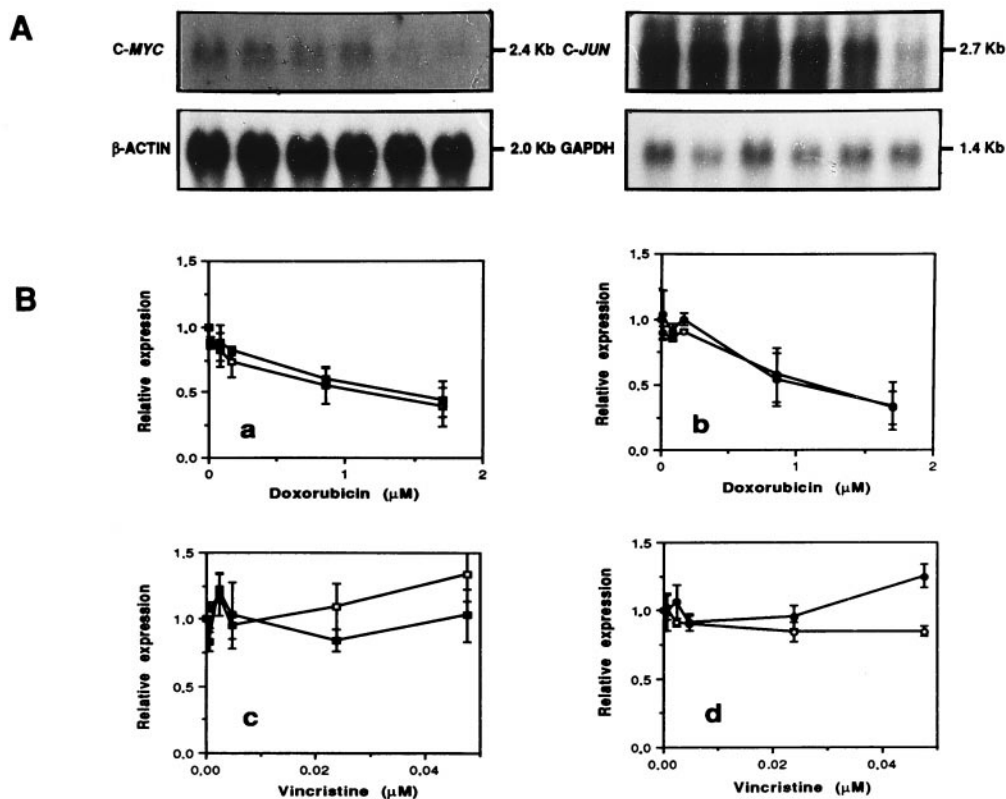 A
C-MYC 2.4 Kb C-JUN 2.7 Kb
β-ACTIN 2.0 Kb GAPDH 1.4 Kb
B
Relative expression
1,5
1,0
0,5
0,0
a
0 1 2
Doxorubicin (μM)
Relative expression
1,5
1,0
0,5
0,0
b
0 1 2
Doxorubicin (μM)
Relative expression
1,5
1,0
0,5
0,0
c
0,00 0,02 0,04
Vincristine (μM)
Relative expression
1,5
1,0
0,5
0,0
d
0,00 0,02 0,04
Vincristine (μM)